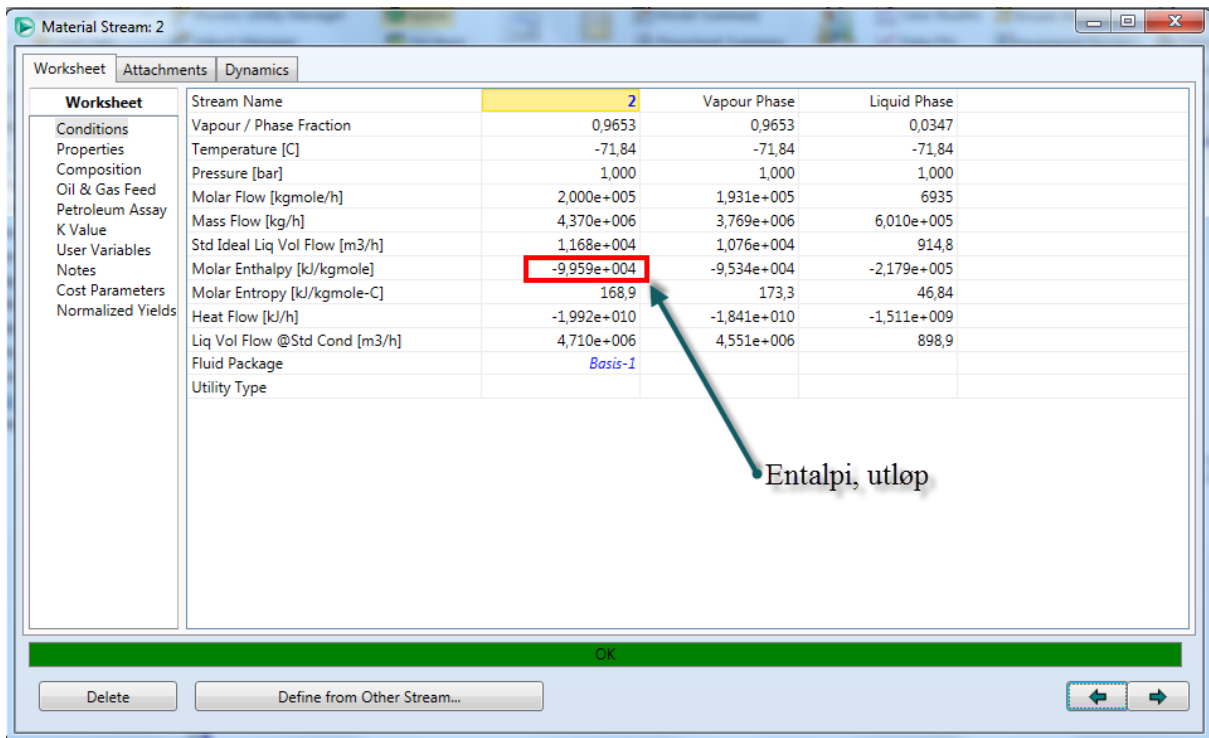 Material Stream: 2
Worksheet Attachments Dynamics
Worksheet
Conditions
Properties
Composition
Oil & Gas Feed
Petroleum Assay
K Value
User Variables
Notes
Cost Parameters
Normalized Yields
Stream Name 2 Vapour Phase Liquid Phase
Vapour / Phase Fraction 0,9653 0,9653 0,0347
Temperature [C] -71,84 -71,84 -71,84
Pressure [bar] 1,000 1,000 1,000
Molar Flow [kgmole/h] 2,000e+005 1,931e+005 6935
Mass Flow [kg/h] 4,370e+006 3,769e+006 6,010e+005
Std Ideal Liq Vol Flow [m3/h] 1,168e+004 1,076e+004 914,8
Molar Enthalpy [kJ/kgmole] -9,959e+004 -9,534e+004 -2,179e+005
Molar Entropy [kJ/kgmole-C] 168,9 173,3 46,84
Heat Flow [kJ/h] -1,992e+010 -1,841e+010 -1,511e+009
Liq Vol Flow @Std Cond [m3/h] 4,710e+006 4,551e+006 898,9
Fluid Package Basis-1
Utility Type
Entalpi, utløp
OK
Delete Define from Other Stream...